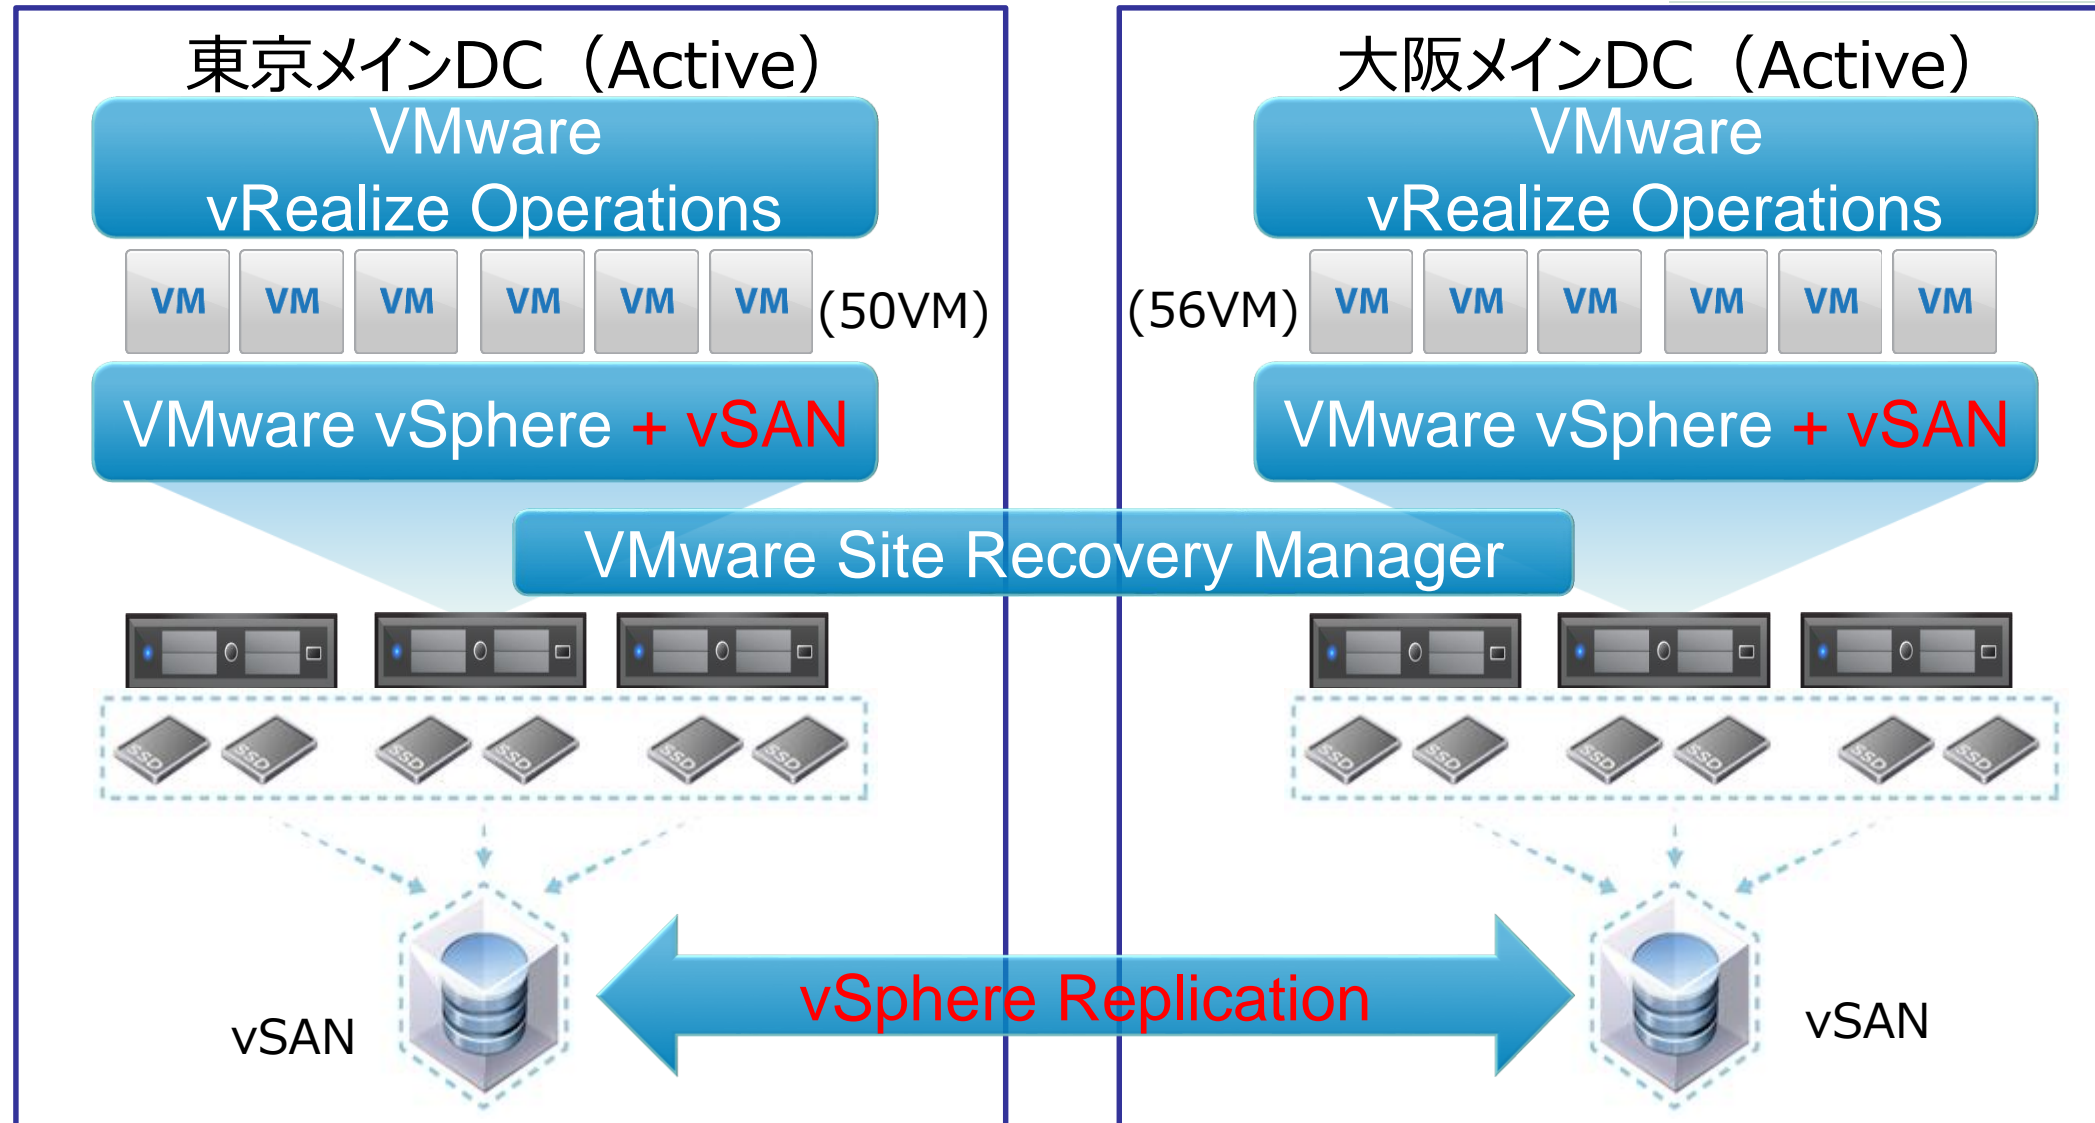 東京メインDC（Active）
VMware
vRealize Operations
VM VM VM VM VM VM (50VM)
VMware vSphere + vSAN
大阪メインDC（Active）
VMware
vRealize Operations
(56VM) VM VM VM VM VM VM
VMware vSphere + vSAN
VMware Site Recovery Manager
SSD SSD SSD SSD SSD SSD
SSD SSD SSD SSD SSD SSD
vSAN
vSphere Replication
vSAN